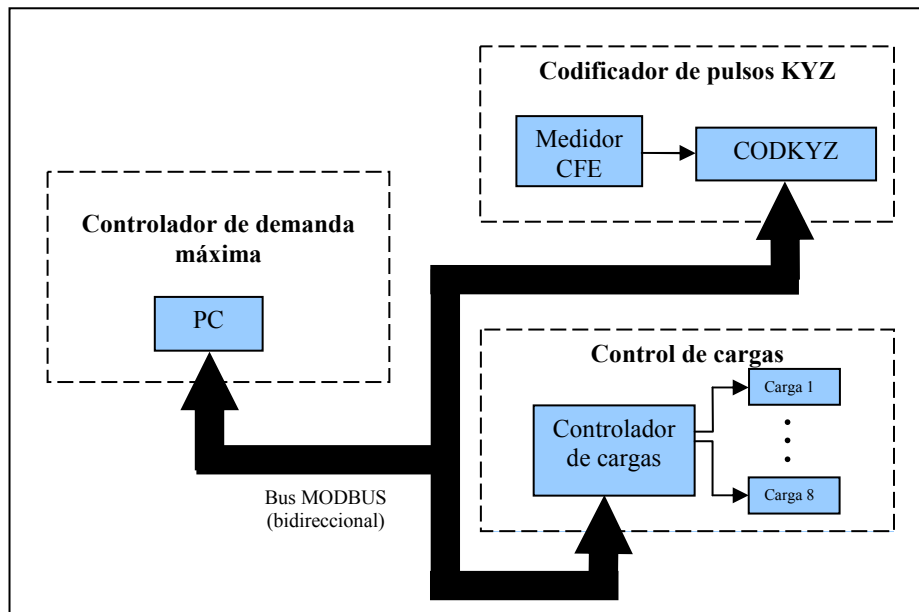 Codificador de pulsos KYZ
Medidor
CFE
CODKYZ
Controlador de demanda
máxima
PC
Control de cargas
Controlador
de cargas
Carga 1
Carga 8
Bus MODBUS
(bidireccional)